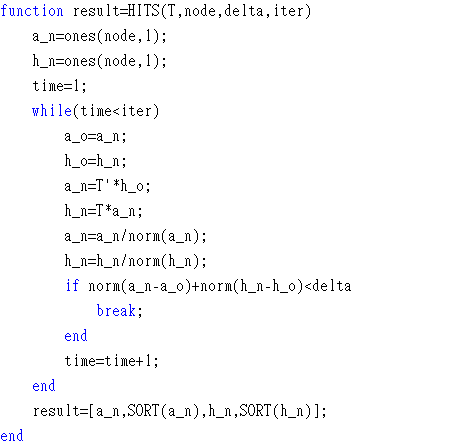 function result=HITS(T,node,delta,iter)
a_n=ones(node,1);
h_n=ones(node,1);
time=1;
while(time<iter)
a_o=a_n;
h_o=h_n;
a_n=T'*h_o;
h_n=T*a_n;
a_n=a_n/norm(a_n);
h_n=h_n/norm(h_n);
if norm(a_n-a_o)+norm(h_n-h_o)<delta
break;
end
time=time+1;
end
result=[a_n,SORT(a_n),h_n,SORT(h_n)];
end